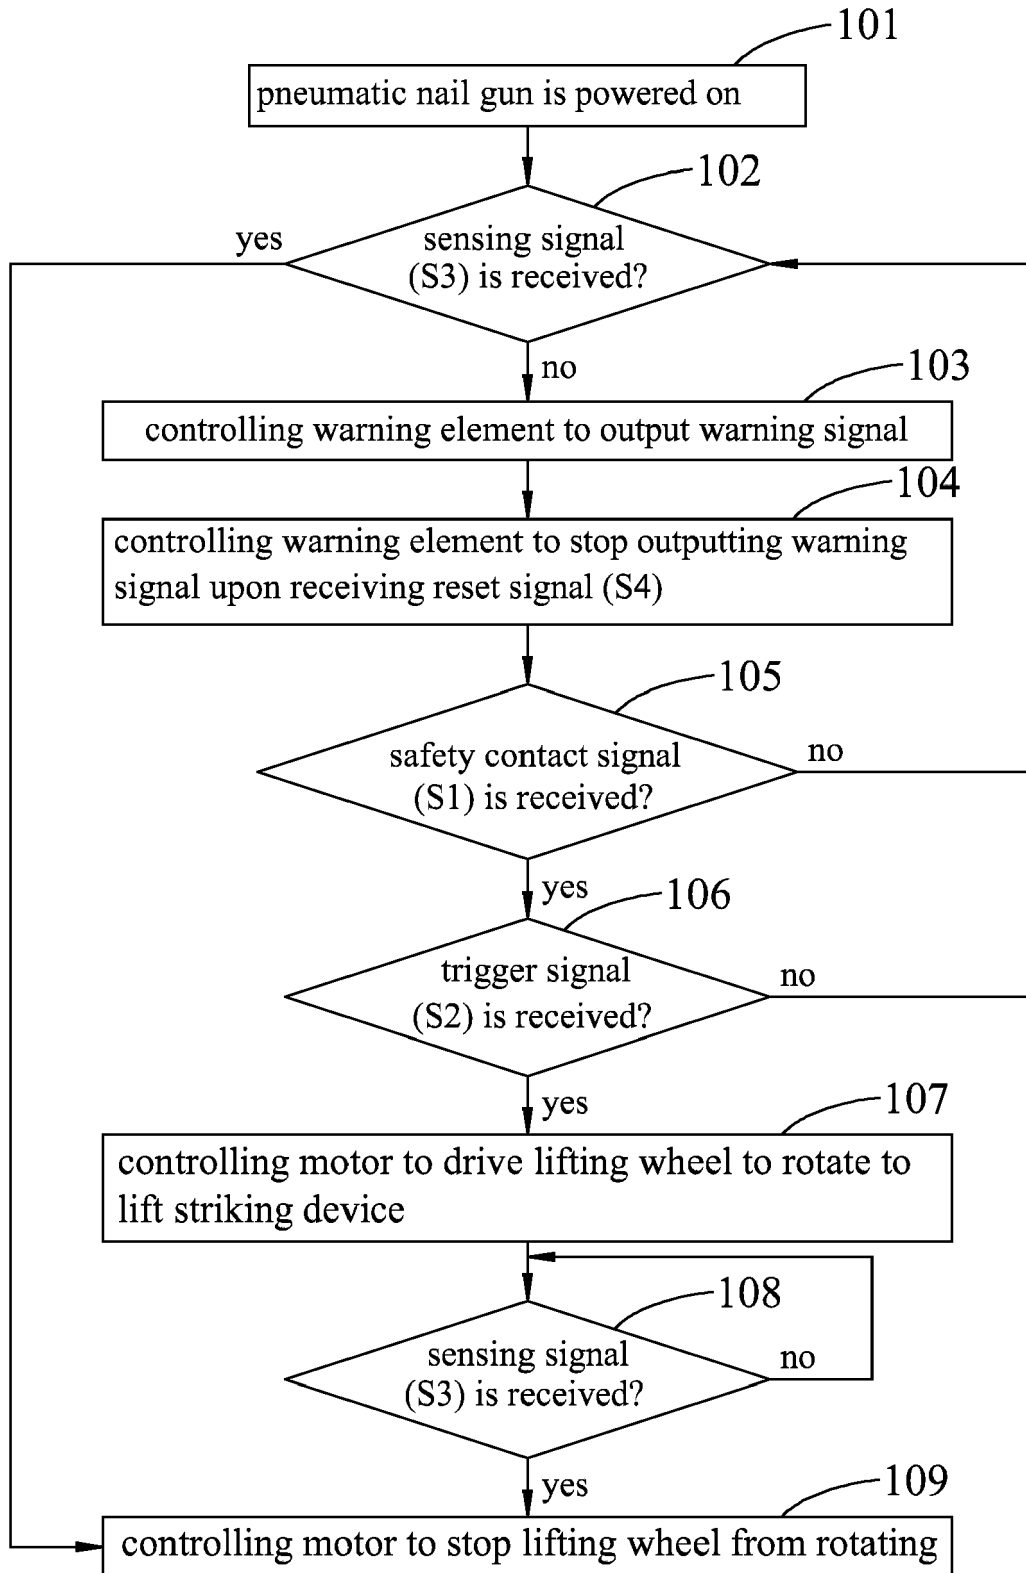 101
pneumatic nail gun is powered on
102
yes
sensing signal
(S3) is received?
no
103
controlling warning element to output warning signal
104
controlling warning element to stop outputting warning
signal upon receiving reset signal (S4)
105
safety contact signal
(S1) is received?
no
yes
106
trigger signal
(S2) is received?
no
yes
107
controlling motor to drive lifting wheel to rotate to
lift striking device
108
sensing signal
(S3) is received?
no
yes
109
controlling motor to stop lifting wheel from rotating